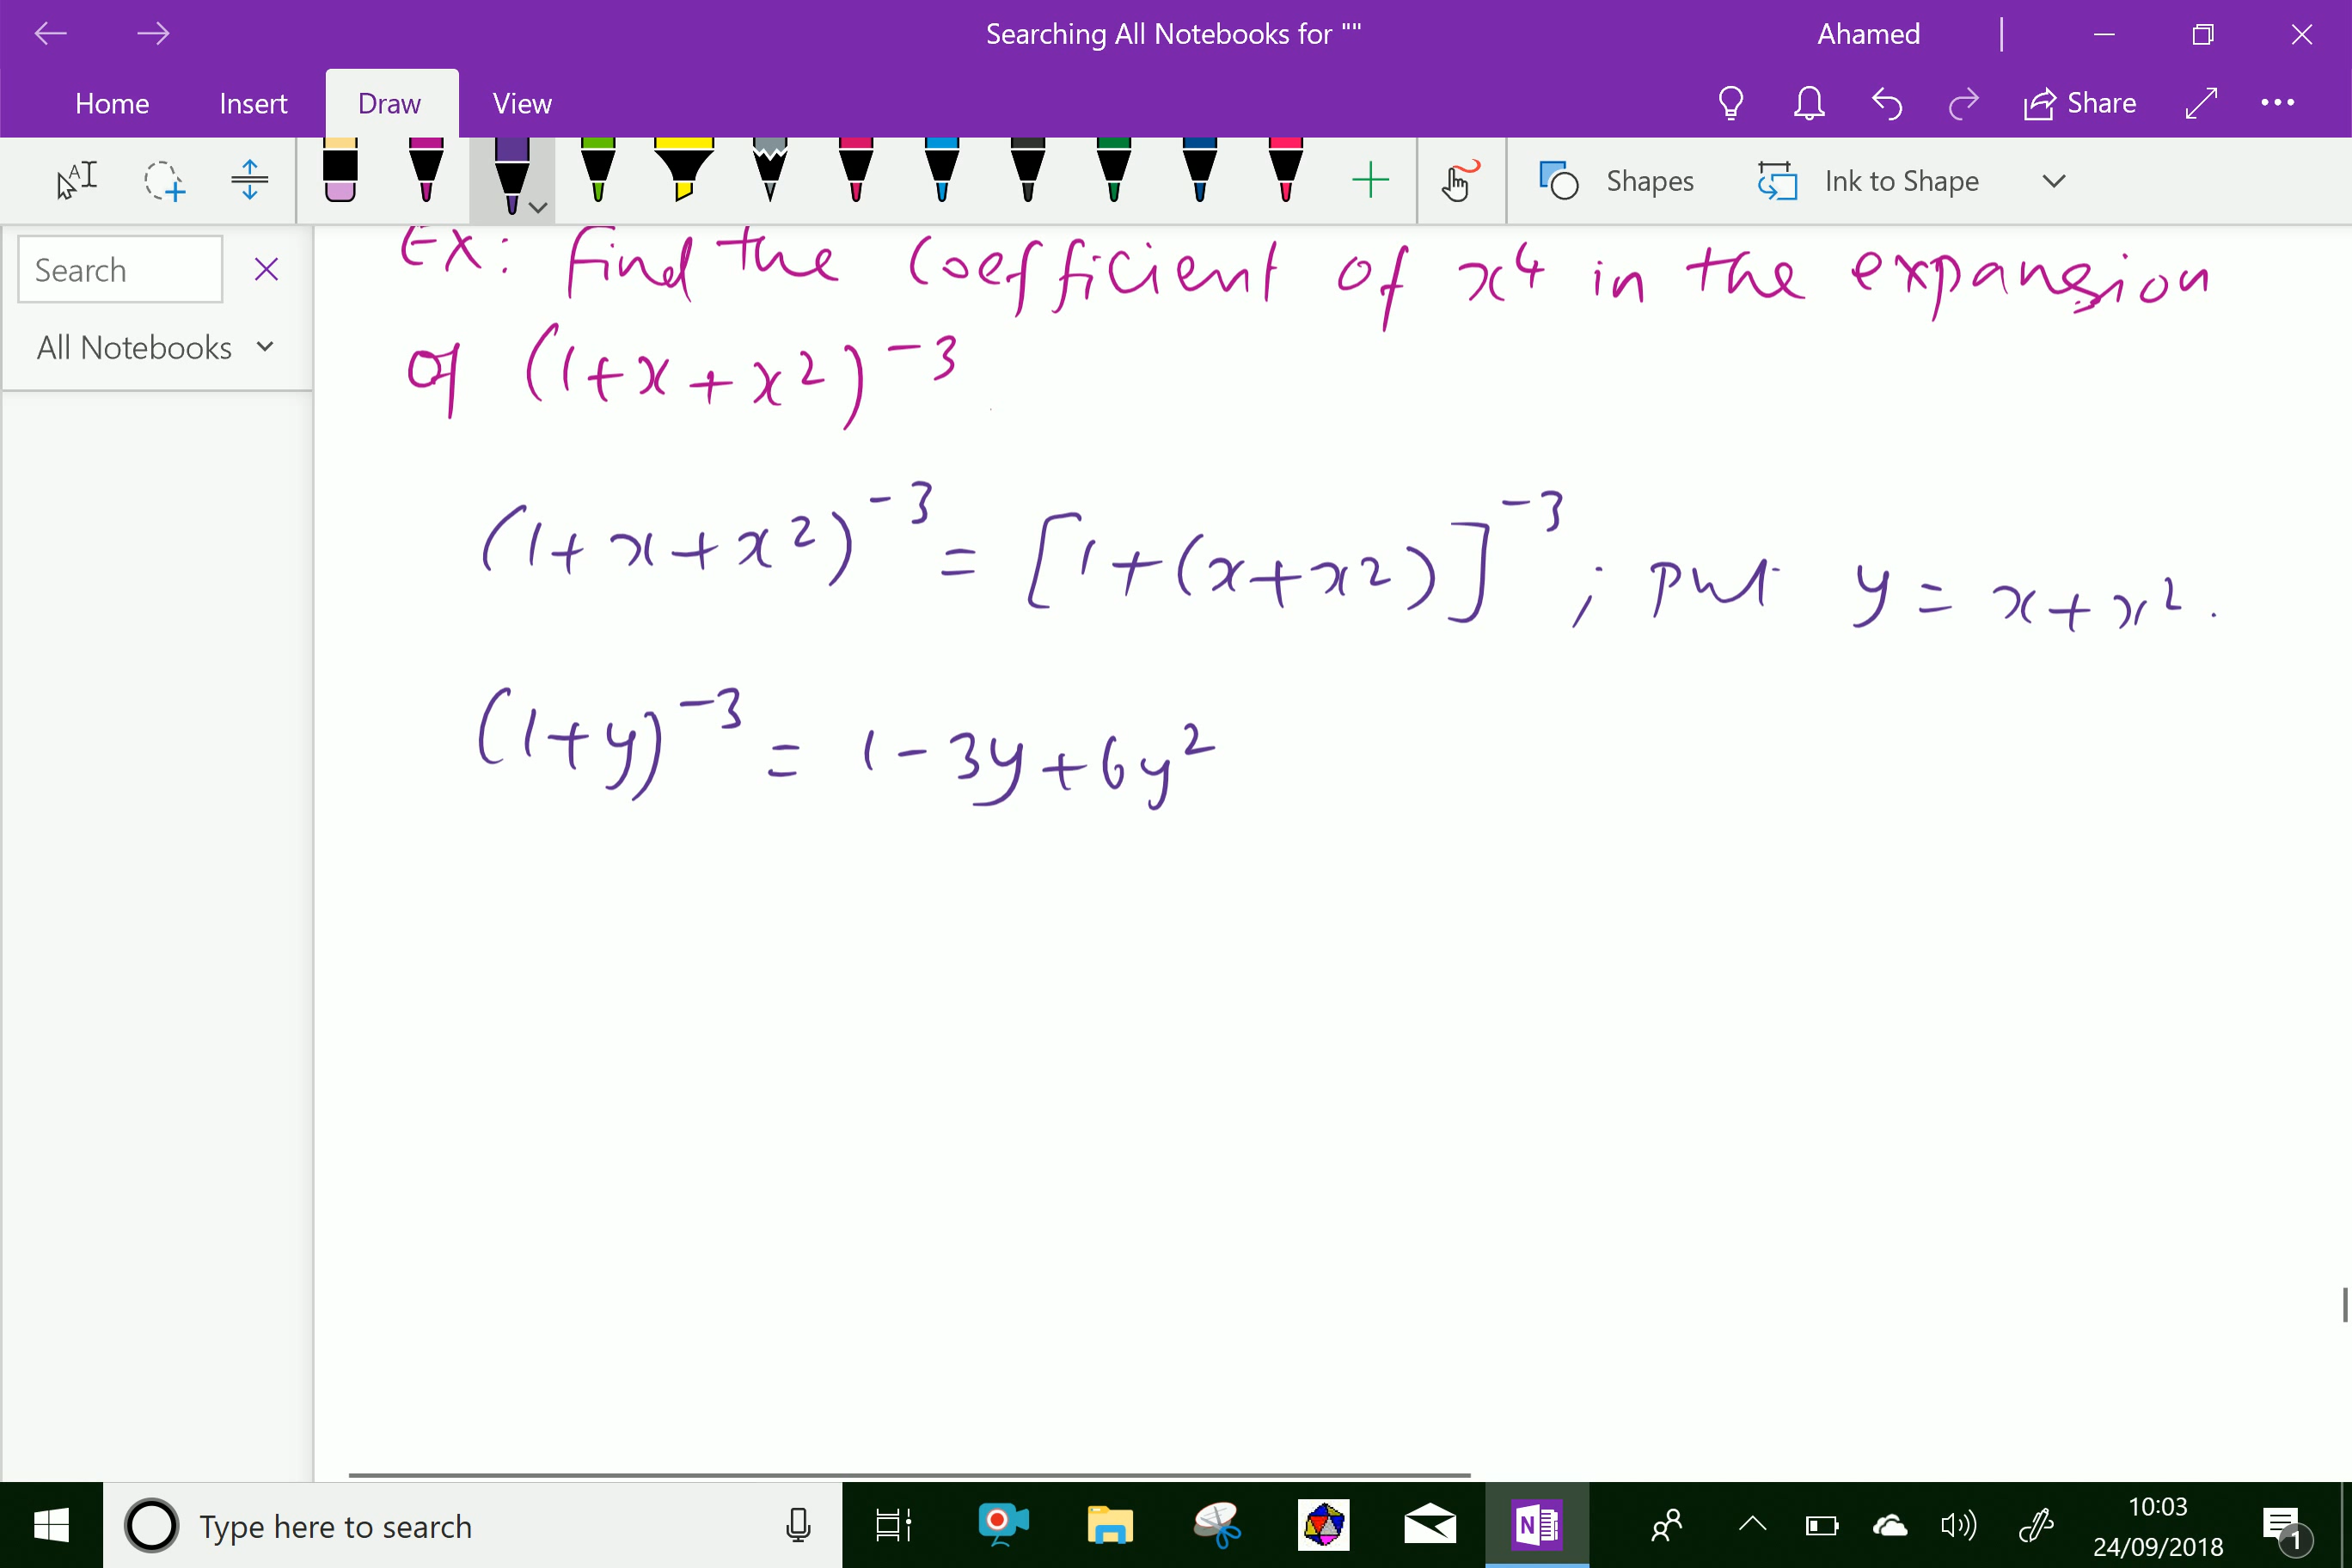 Searching All Notebooks for ""
Ahamed
Home Insert Draw View
Share
Shapes
Ink to Shape
Search
All Notebooks
Ex: Find the coefficient of x⁴ in the expansion
of (1+x+x²)⁻³
(1+x+x²)⁻³ = [1+(x+x²)]⁻³ ; put y = x+x².
(1+y)⁻³ = 1-3y+6y²
Type here to search
10:03
24/09/2018
1